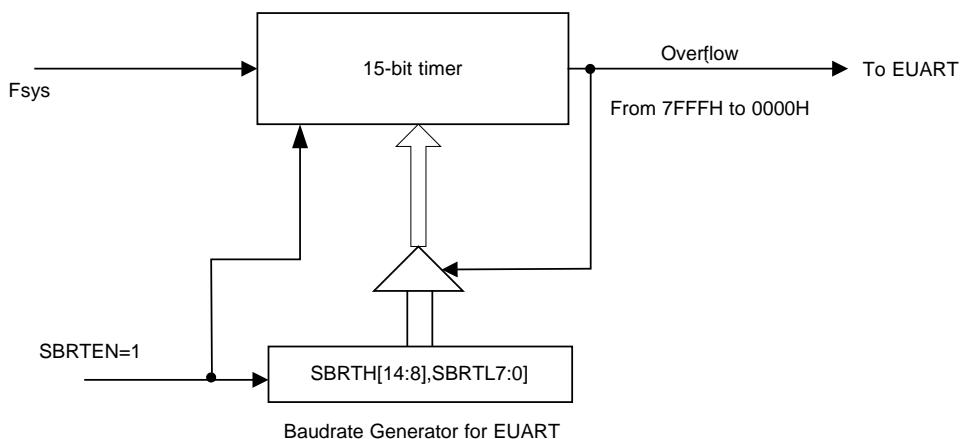 15-bit timer
Overflow
To EUART
Fsys
From 7FFFH to 0000H
SBRTEN=1
SBRTH[14:8],SBRTL7:0]
Baudrate Generator for EUART